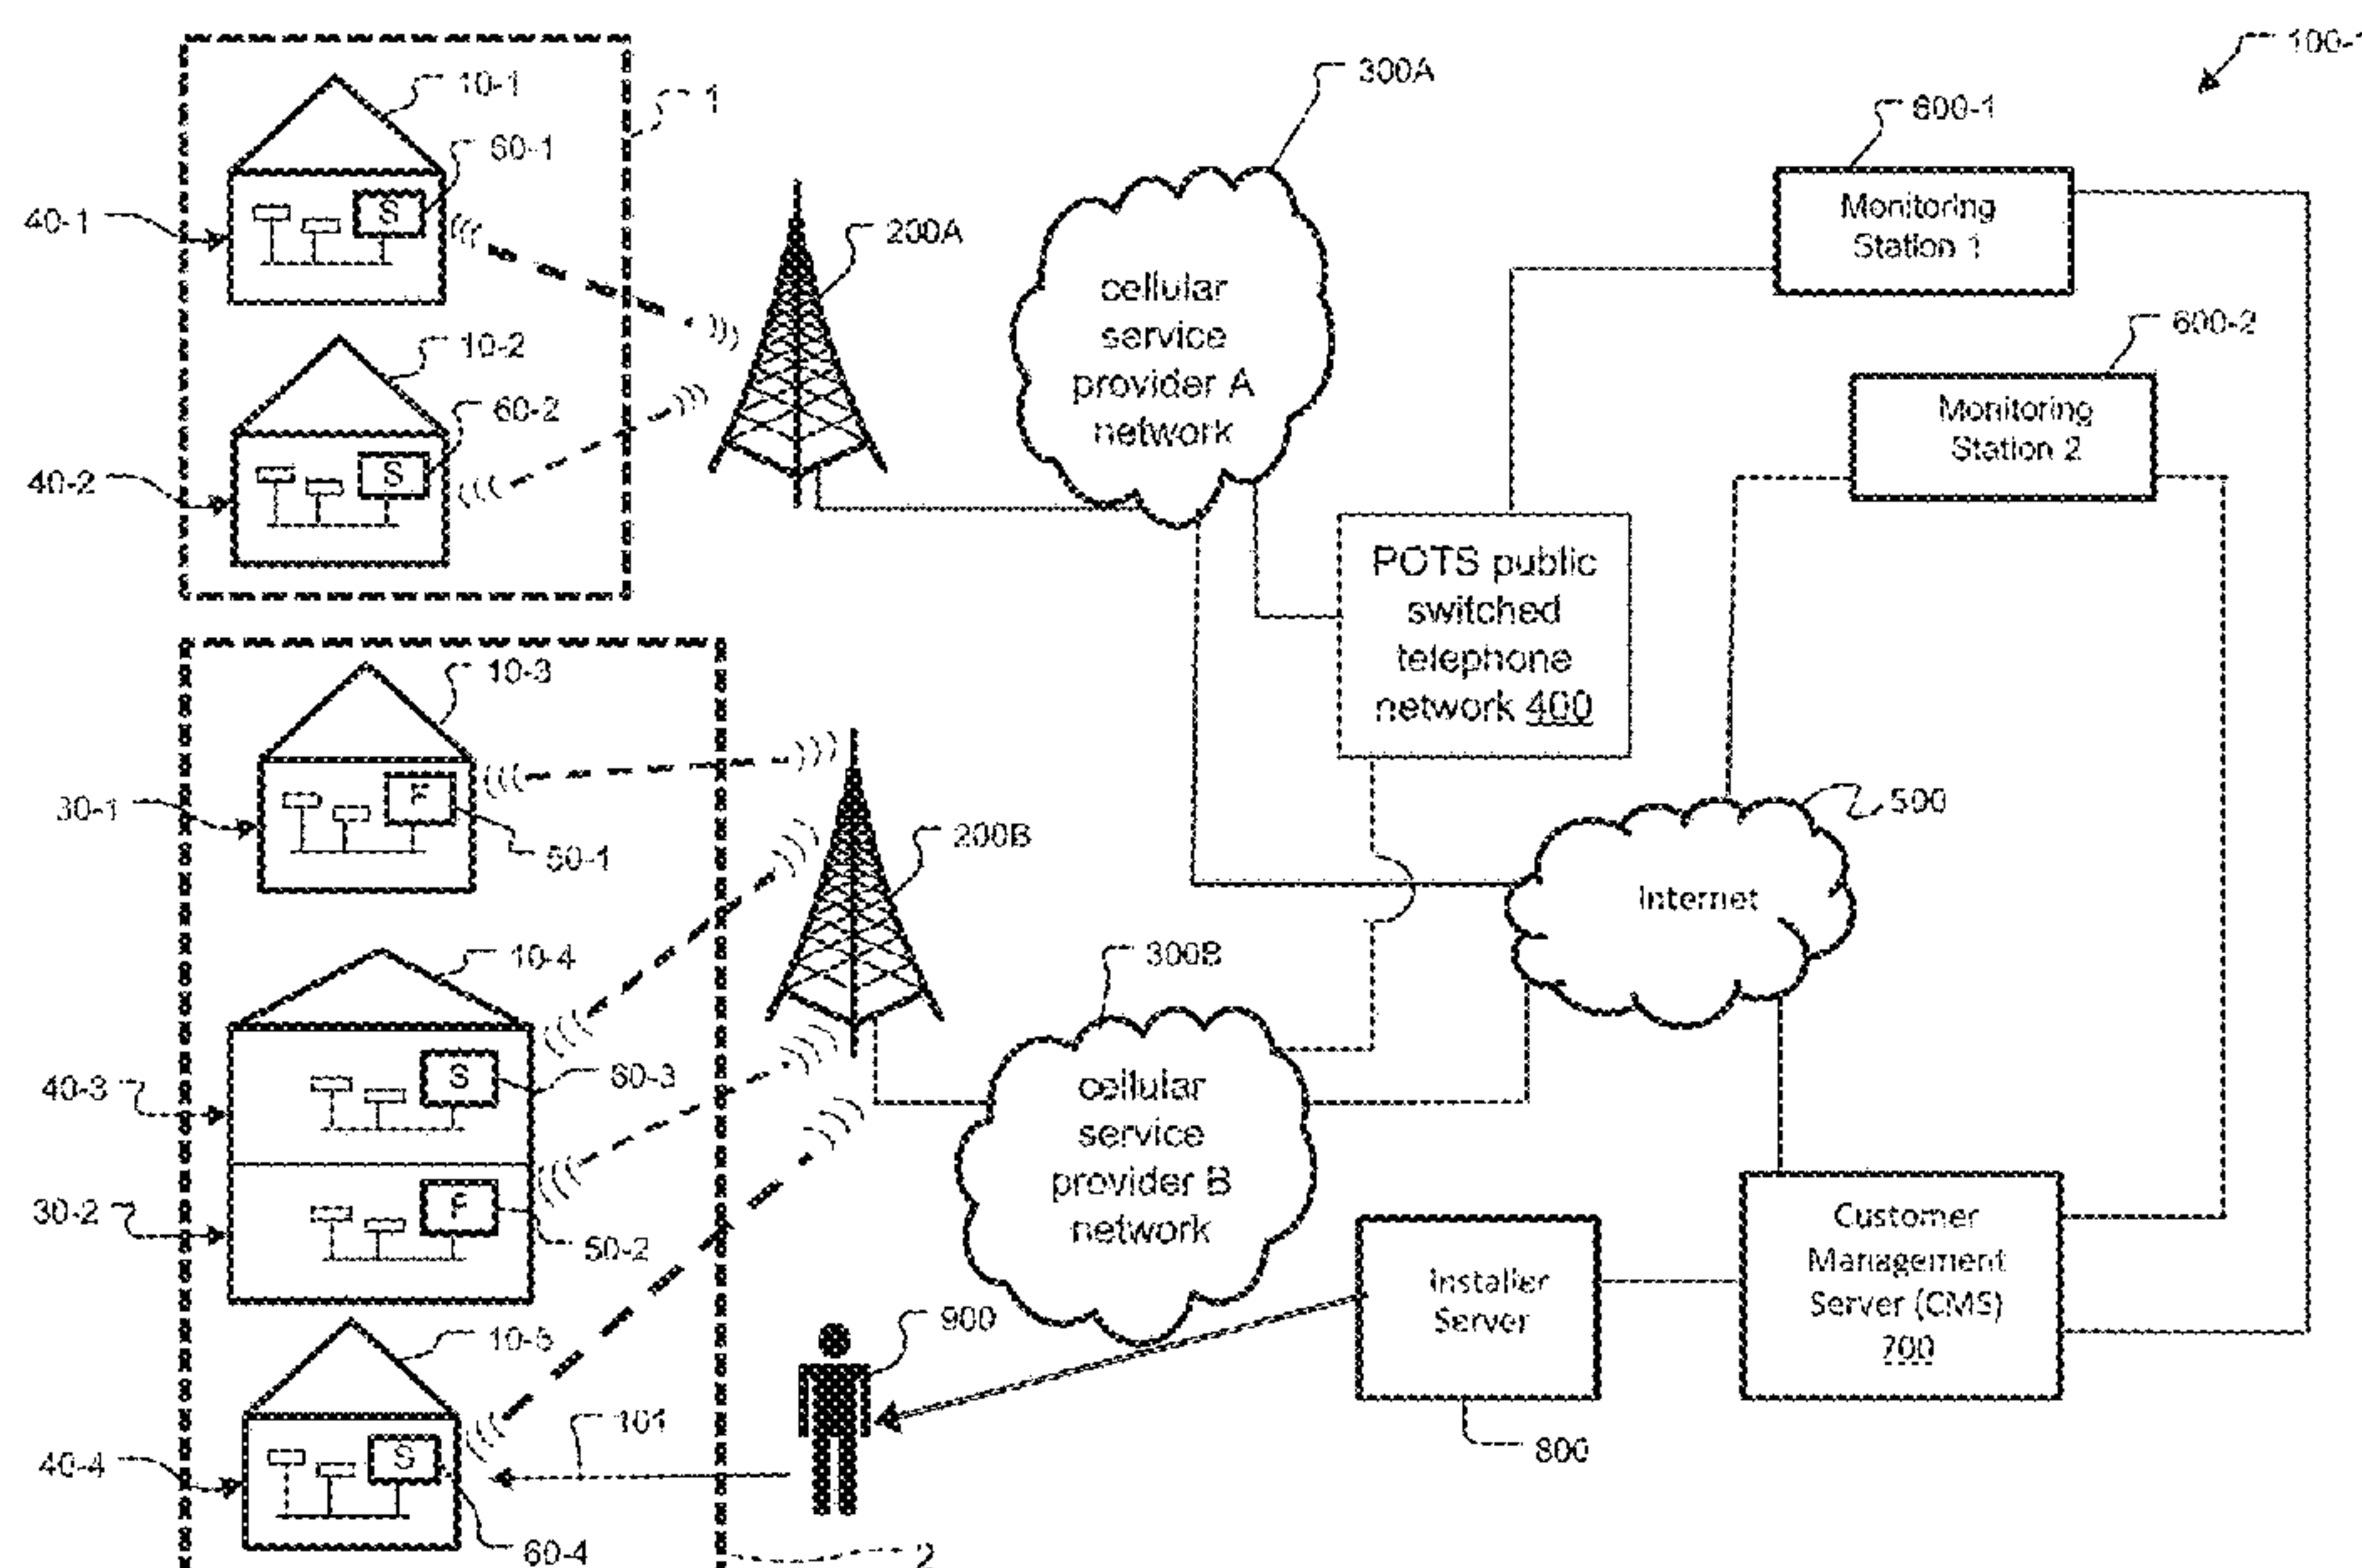 100-1
10-1
1
60-1
40-1
S
200A
300A
cellular
service
provider A
network
600-1
Monitoring
Station 1
600-2
Monitoring
Station 2
10-2
60-2
40-2
S
POTS public
switched
telephone
network 400
10-3
30-1
F
50-1
200B
500
Internet
10-4
40-3
S
60-3
30-2
F
50-2
300B
cellular
service
provider B
network
Installer
Server
800
Customer
Management
Server (CMS)
700
900
10-5
101
40-4
S
60-4
2